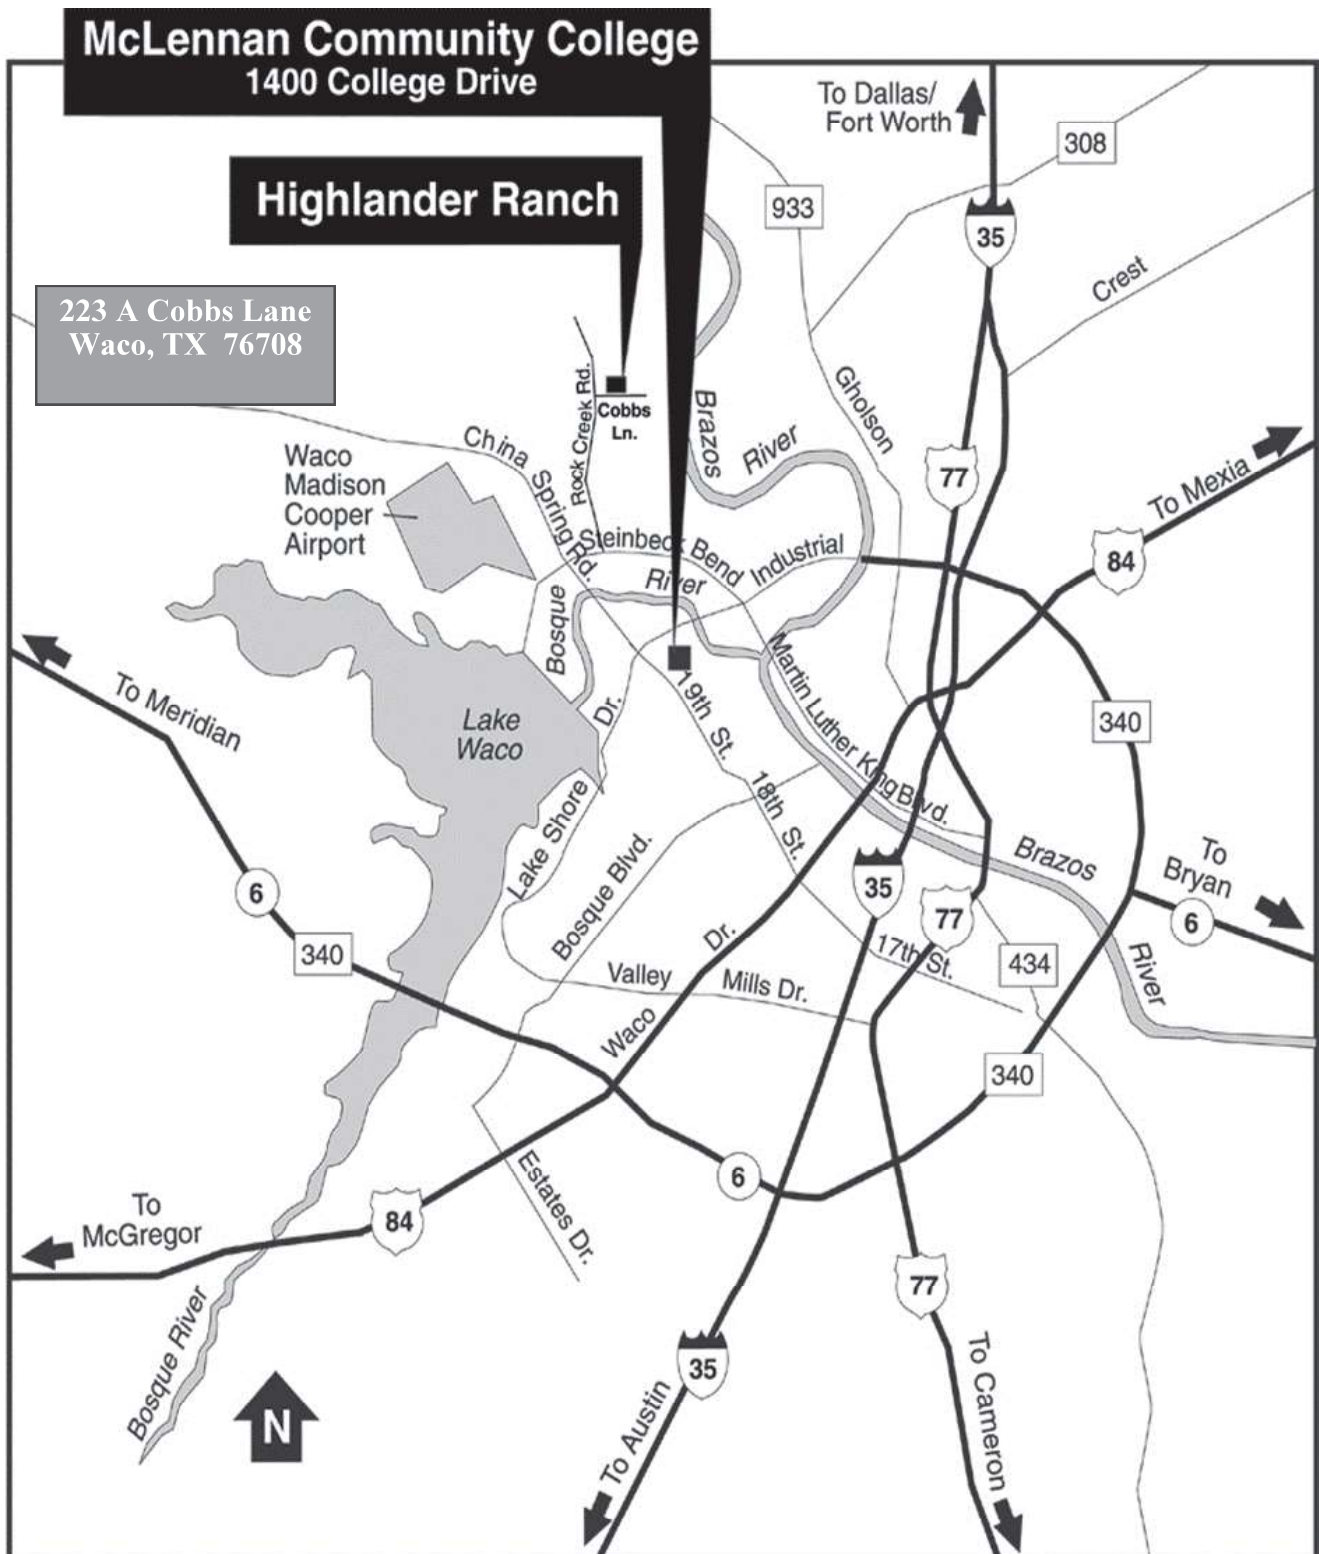 McLennan Community College
1400 College Drive
To Dallas/
Fort Worth
308
Highlander Ranch
933
35
Crest
223 A Cobbs Lane
Waco, TX 76708
Rock Creek Rd.
Cobbs
Ln.
Brazos
River
Gholson
China
Spring
Rd.
77
To Mexia
84
Waco
Madison
Cooper
Airport
Steinbeck Bend
Industrial
River
Bosque
Martin Luther King Blvd.
To Meridian
340
Lake
Waco
Dr.
19th St.
18th St.
Lake Shore
Bosque Blvd.
Brazos
River
To
Bryan
6
35
77
6
340
Dr.
17th St.
434
Valley
Mills Dr.
Waco
340
6
Estates Dr.
84
To
McGregor
77
Bosque River
35
To Cameron
To Austin
N